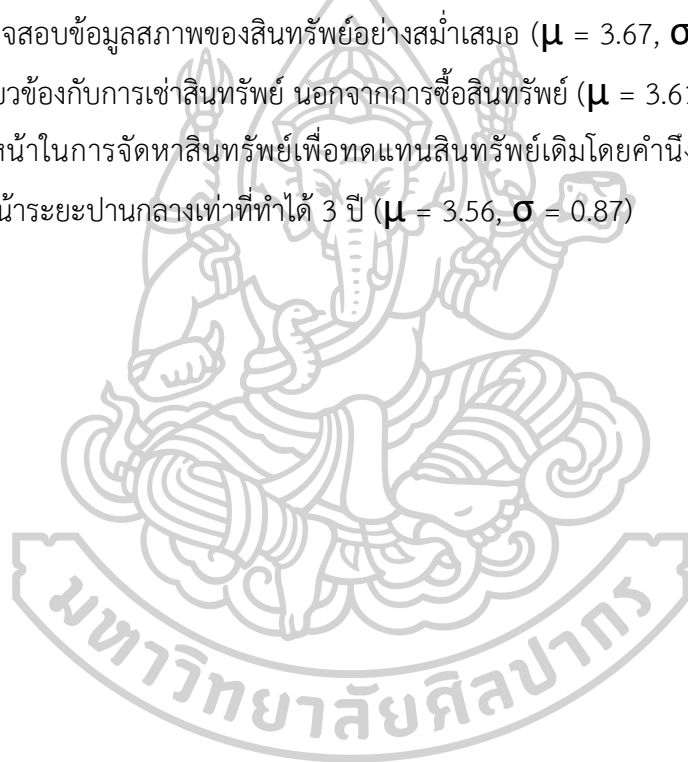 จสอบข้อมูลสภาพของสินทรัพย์อย่างสม่ำเสมอ (μ = 3.67, σ
ยวข้องกับการเช่าสินทรัพย์ นอกจากการซื้อสินทรัพย์ (μ = 3.61
หน้าในการจัดหาสินทรัพย์เพื่อทดแทนสินทรัพย์เดิมโดยคำนึง
น้าระยะปานกลางเท่าที่ทำได้ 3 ปี (μ = 3.56, σ = 0.87)
มหาวิทยาลัยศิลปากร